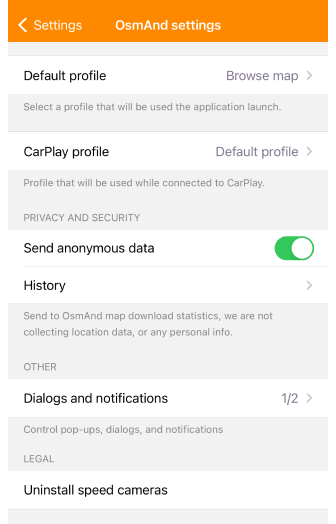 Settings
OsmAnd settings
Default profile
Browse map
Select a profile that will be used the application launch.
CarPlay profile
Default profile
Profile that will be used while connected to CarPlay.
PRIVACY AND SECURITY
Send anonymous data
History
Send to OsmAnd map download statistics, we are not
collecting location data, or any personal info.
OTHER
Dialogs and notifications
1/2
Control pop-ups, dialogs, and notifications
LEGAL
Uninstall speed cameras